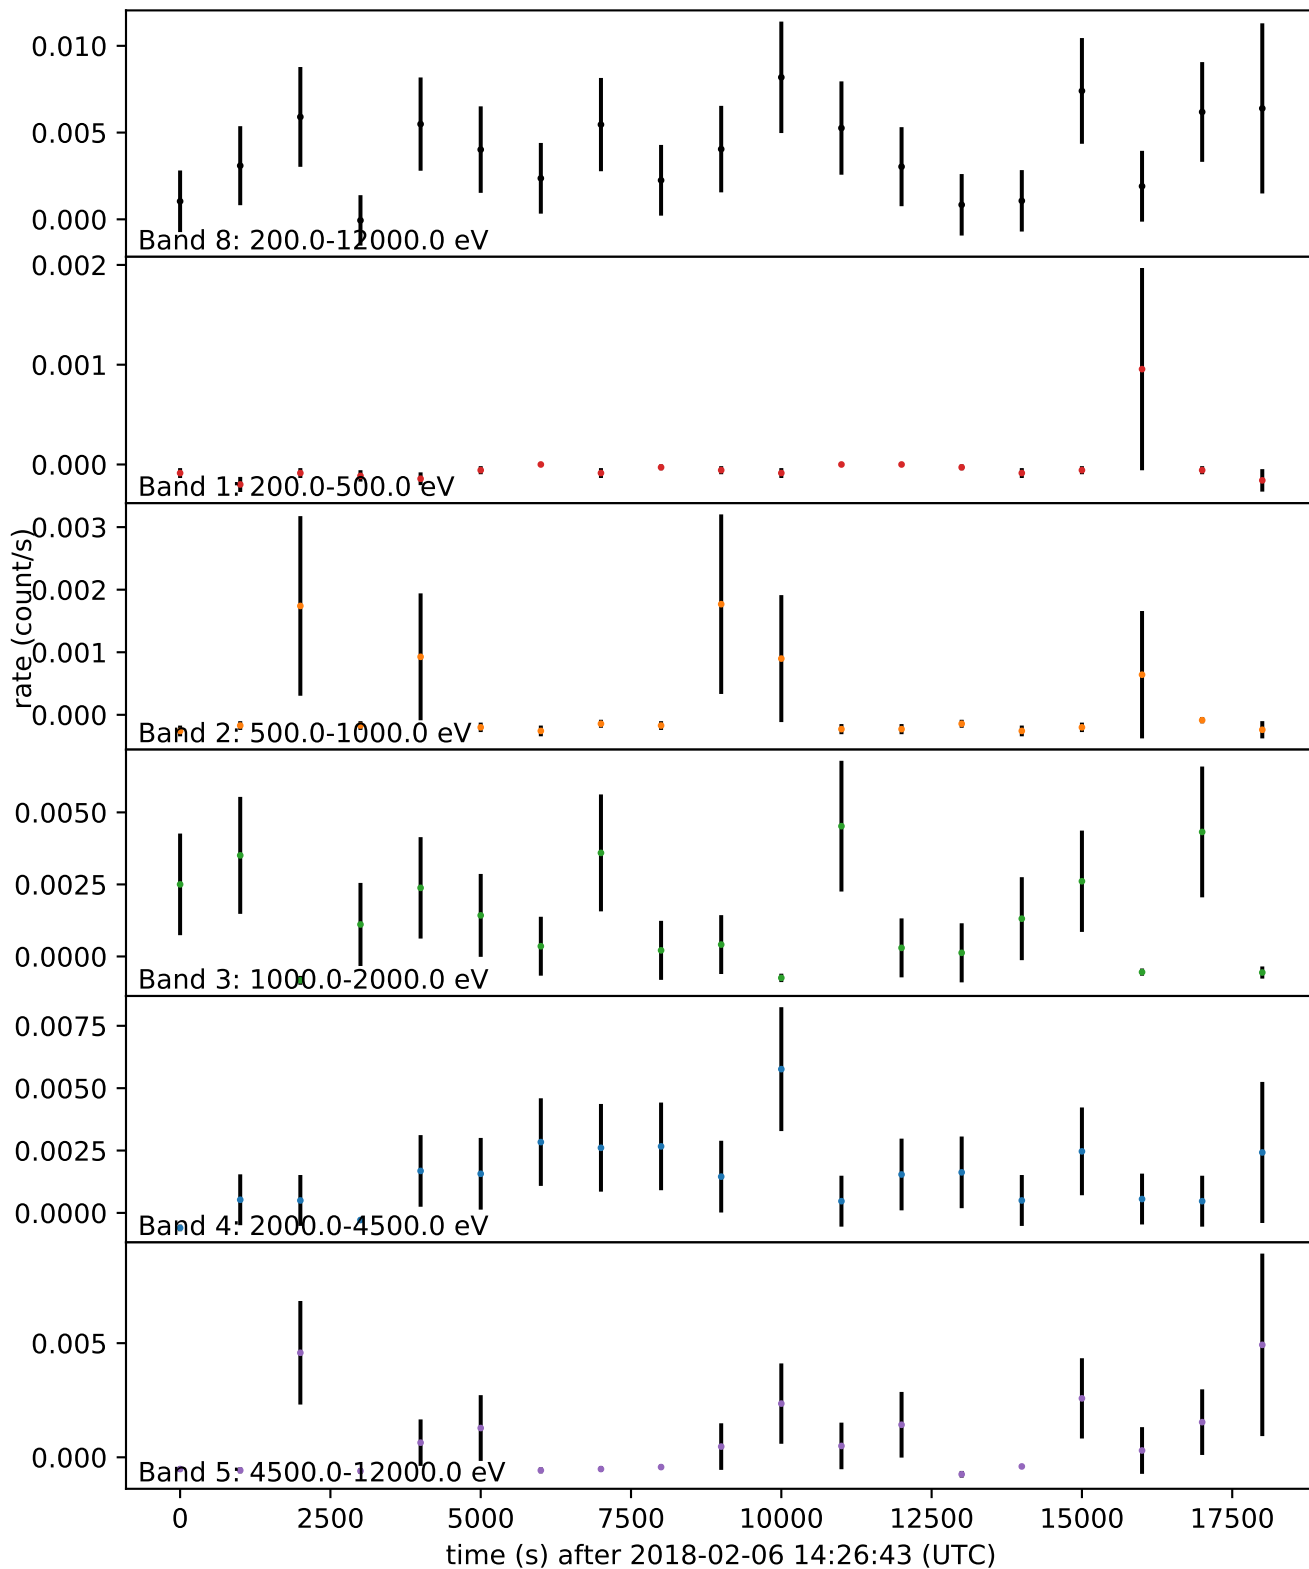 0.010
0.005
0.000
Band 8: 200.0-12000.0 eV
0.002
0.001
0.000
Band 1: 200.0-500.0 eV
0.003
0.002
0.001
0.000
Band 2: 500.0-1000.0 eV
rate (count/s)
0.0050
0.0025
0.0000
Band 3: 1000.0-2000.0 eV
0.0075
0.0050
0.0025
0.0000
Band 4: 2000.0-4500.0 eV
0.005
0.000
Band 5: 4500.0-12000.0 eV
0 2500 5000 7500 10000 12500 15000 17500
time (s) after 2018-02-06 14:26:43 (UTC)